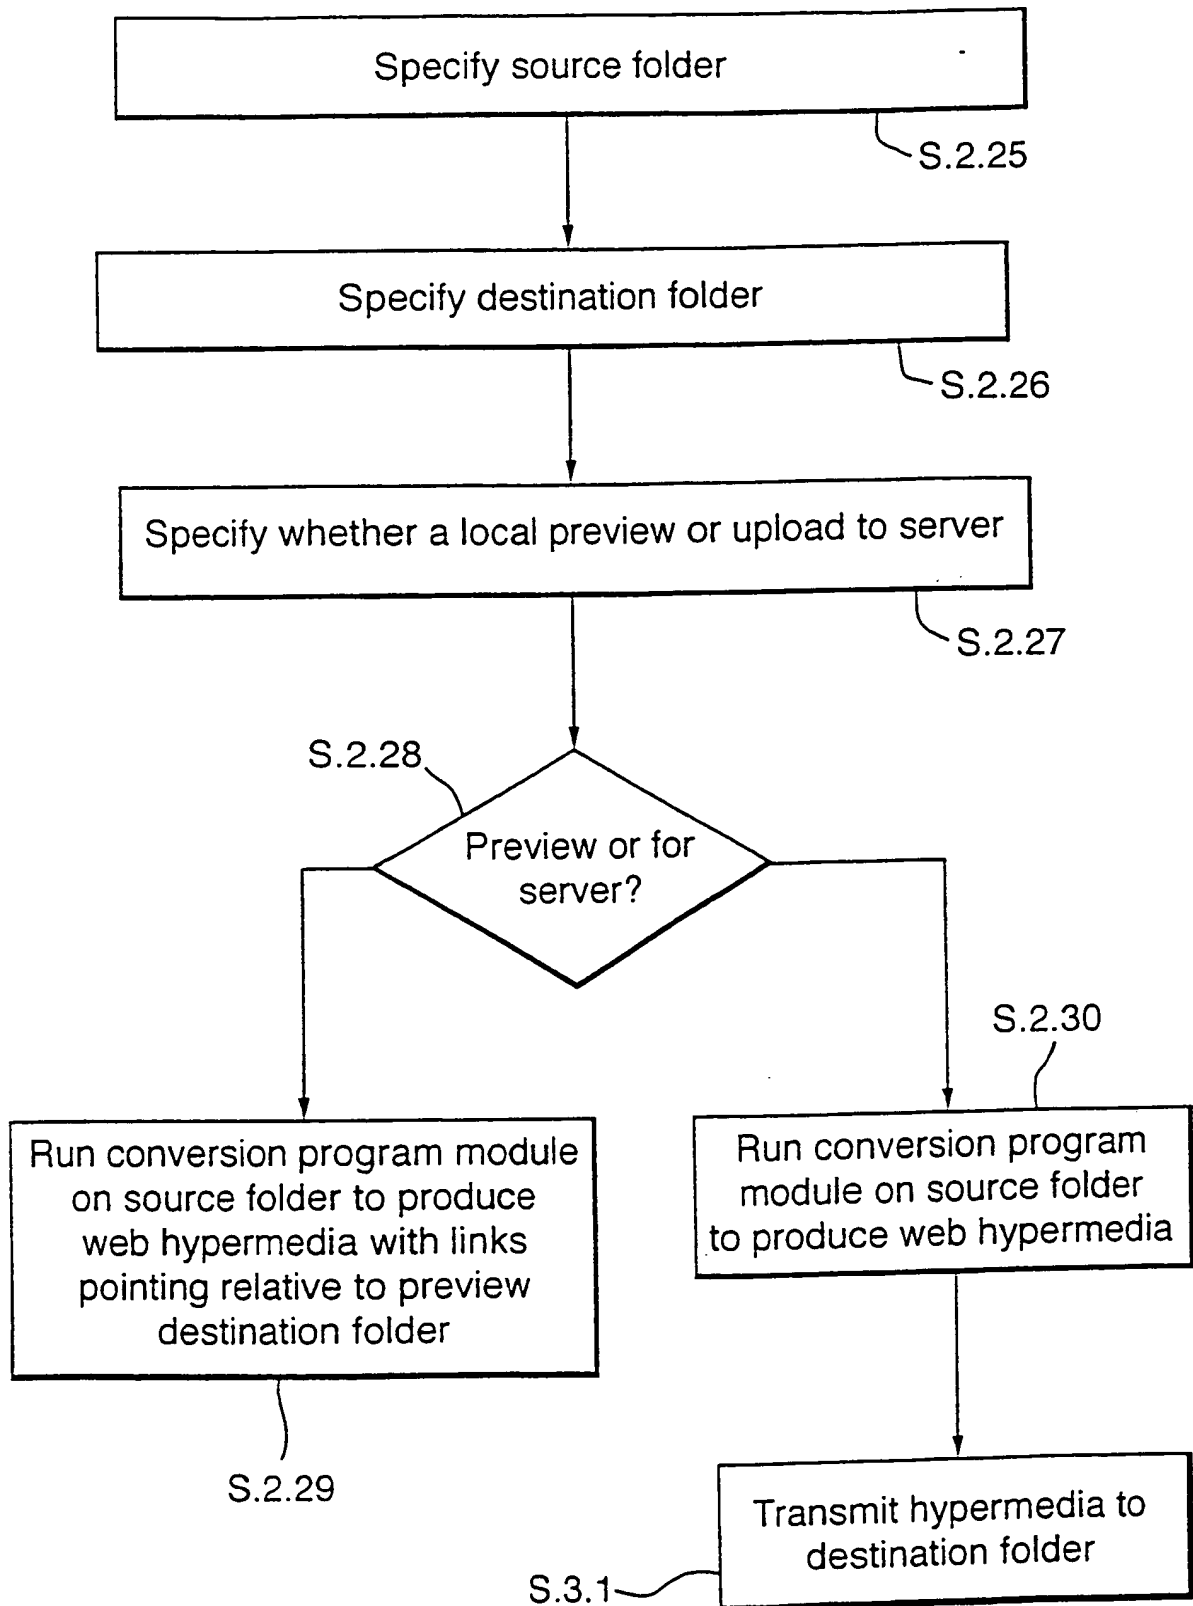 Specify source folder
S.2.25
Specify destination folder
S.2.26
Specify whether a local preview or upload to server
S.2.27
S.2.28
Preview or for
server?
S.2.30
Run conversion program module
on source folder to produce
web hypermedia with links
pointing relative to preview
destination folder
Run conversion program
module on source folder
to produce web hypermedia
S.2.29
Transmit hypermedia to
destination folder
S.3.1